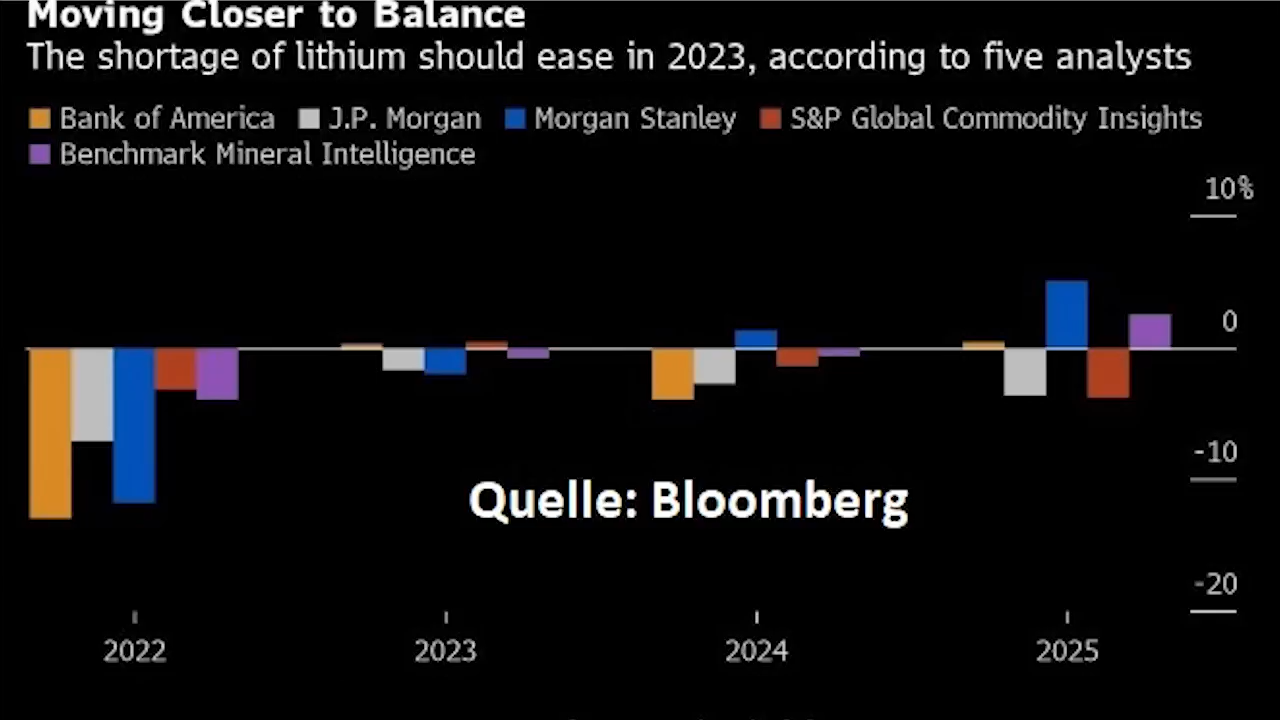 Moving Closer to Balance
The shortage of lithium should ease in 2023, according to five analysts
Bank of America J.P. Morgan Morgan Stanley S&P Global Commodity Insights
Benchmark Mineral Intelligence
10%
0
-10
Quelle: Bloomberg
-20
2022 2023 2024 2025